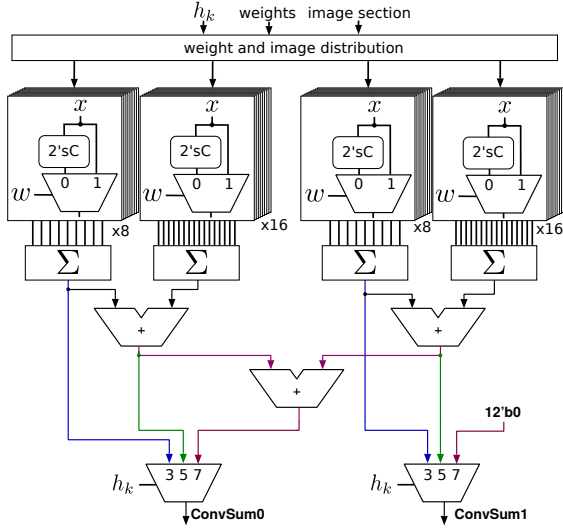 h_k weights image section
weight and image distribution
x x x x
2'sC 2'sC 2'sC 2'sC
0 1 0 1 0 1 0 1
w w w w
x8 x16 x8 x16
Σ Σ Σ Σ
+ +
+
12'b0
3 5 7 3 5 7
h_k h_k
ConvSum0 ConvSum1